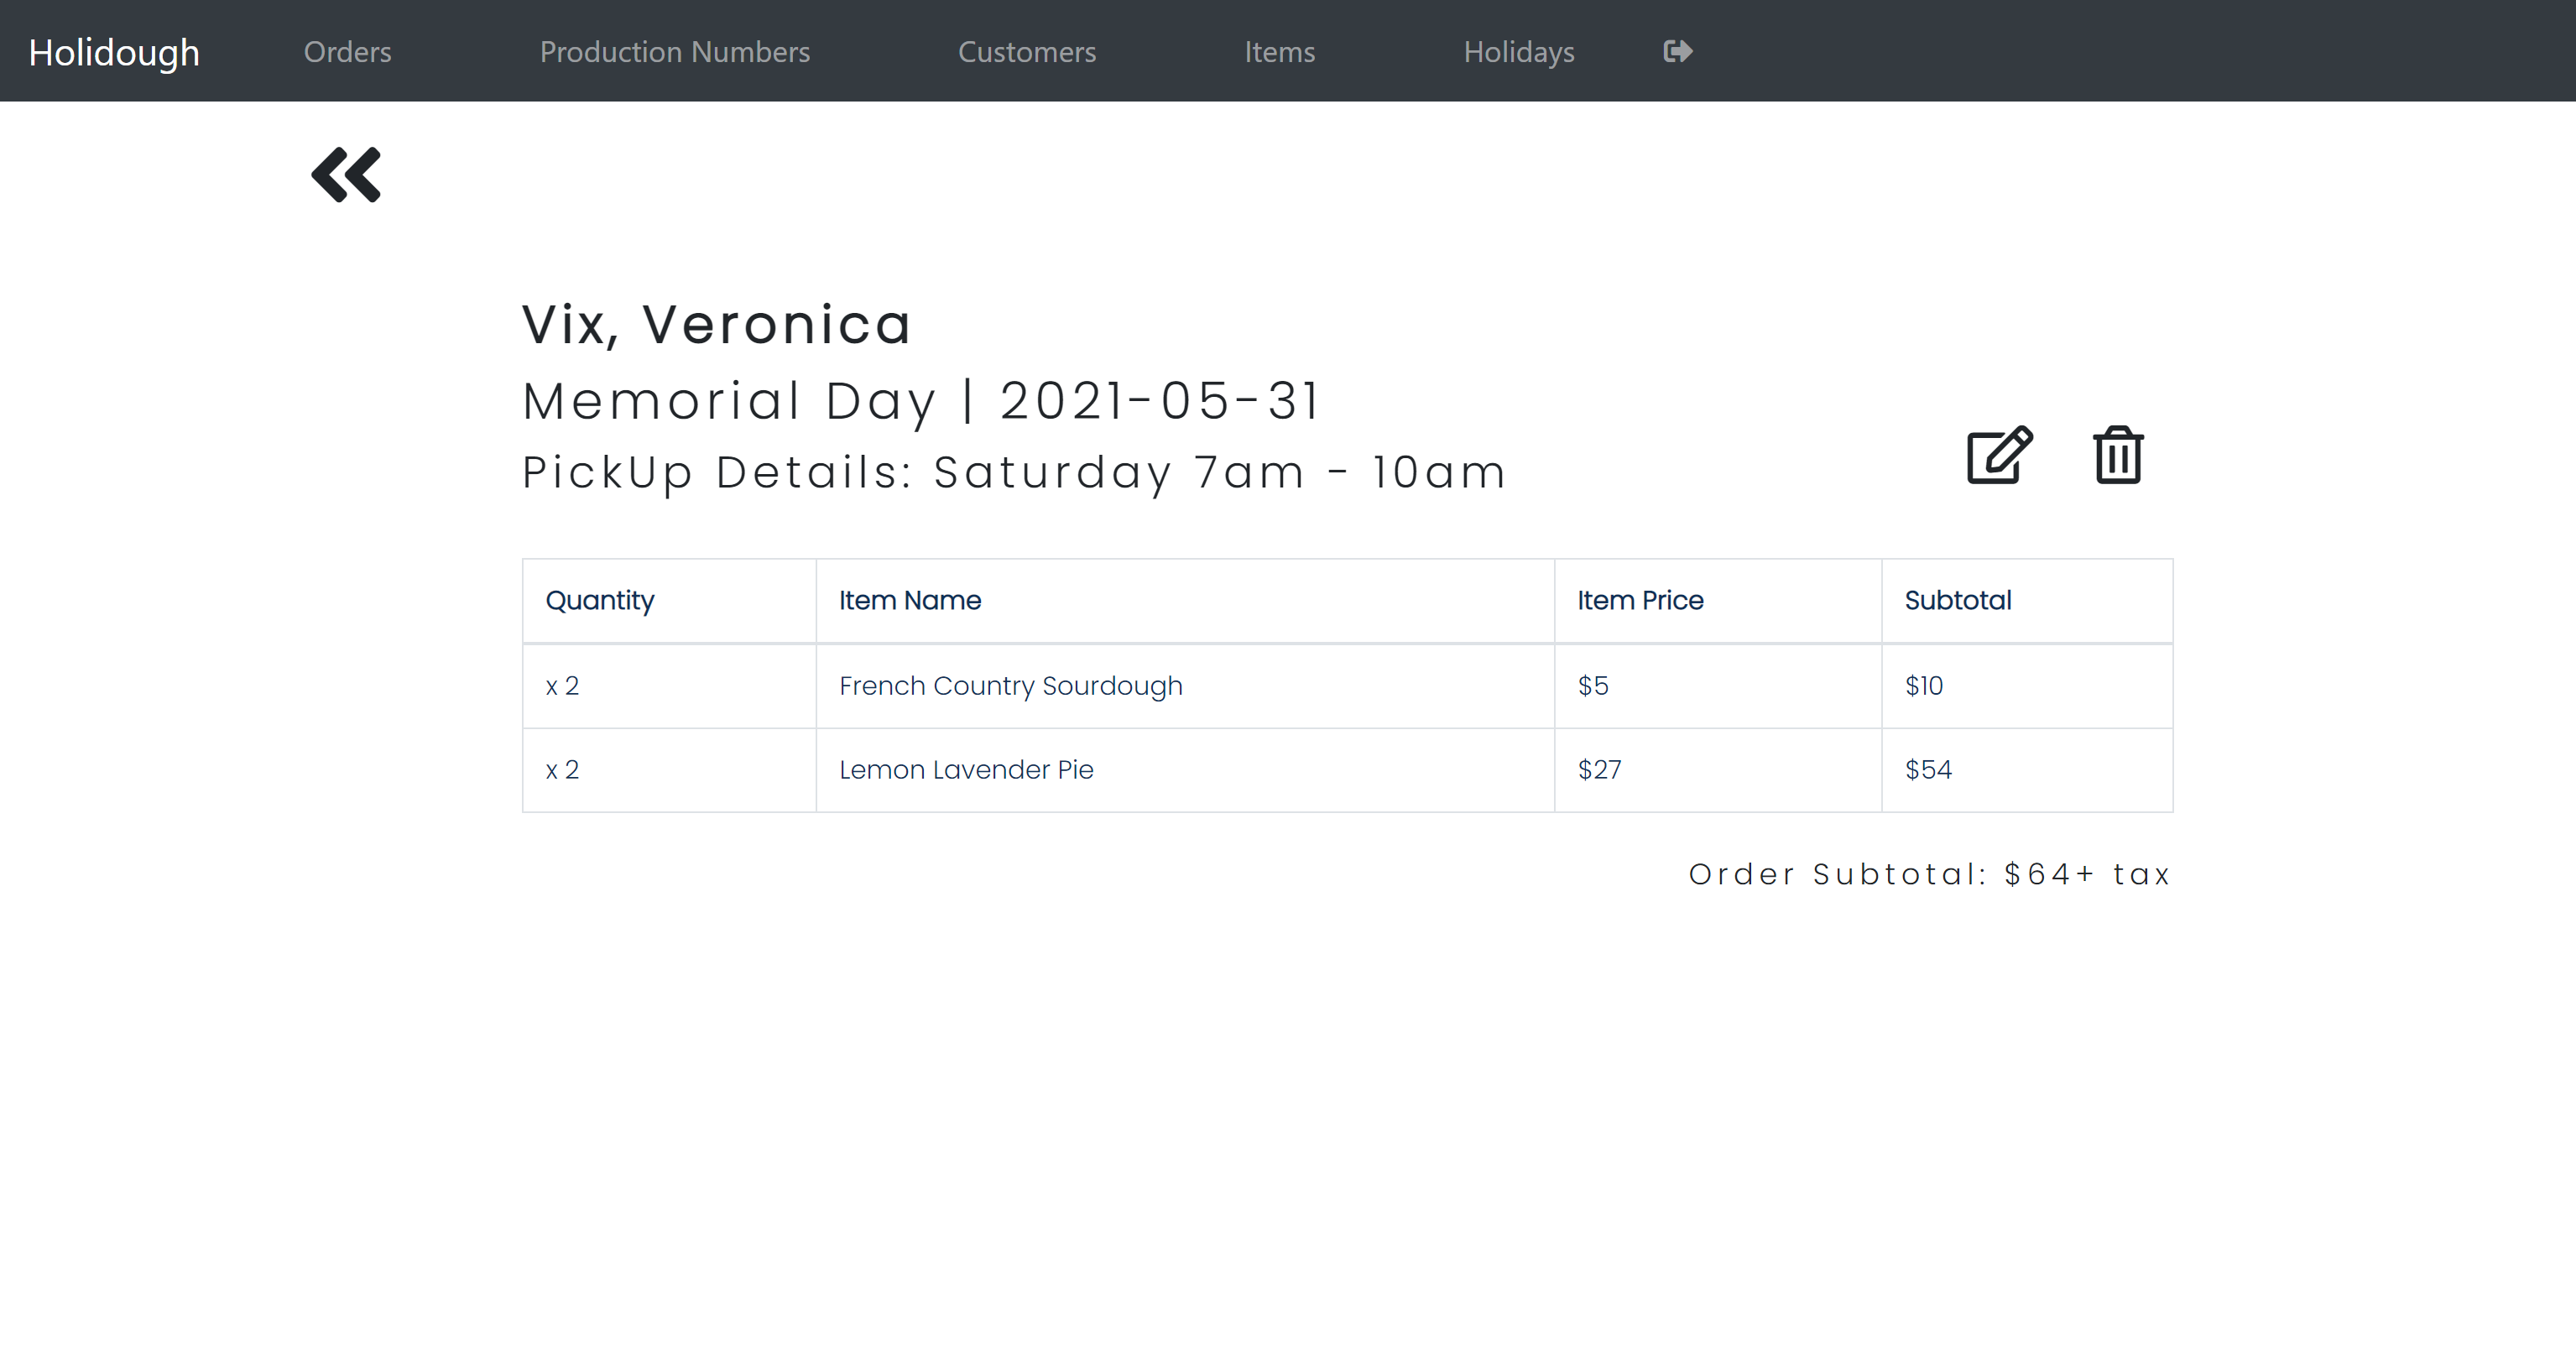 Holidough Orders Production Numbers Customers Items Holidays
Vix, Veronica
Memorial Day | 2021-05-31
PickUp Details: Saturday 7am - 10am
Quantity Item Name Item Price Subtotal
x 2 French Country Sourdough $5 $10
x 2 Lemon Lavender Pie $27 $54
Order Subtotal: $64+ tax